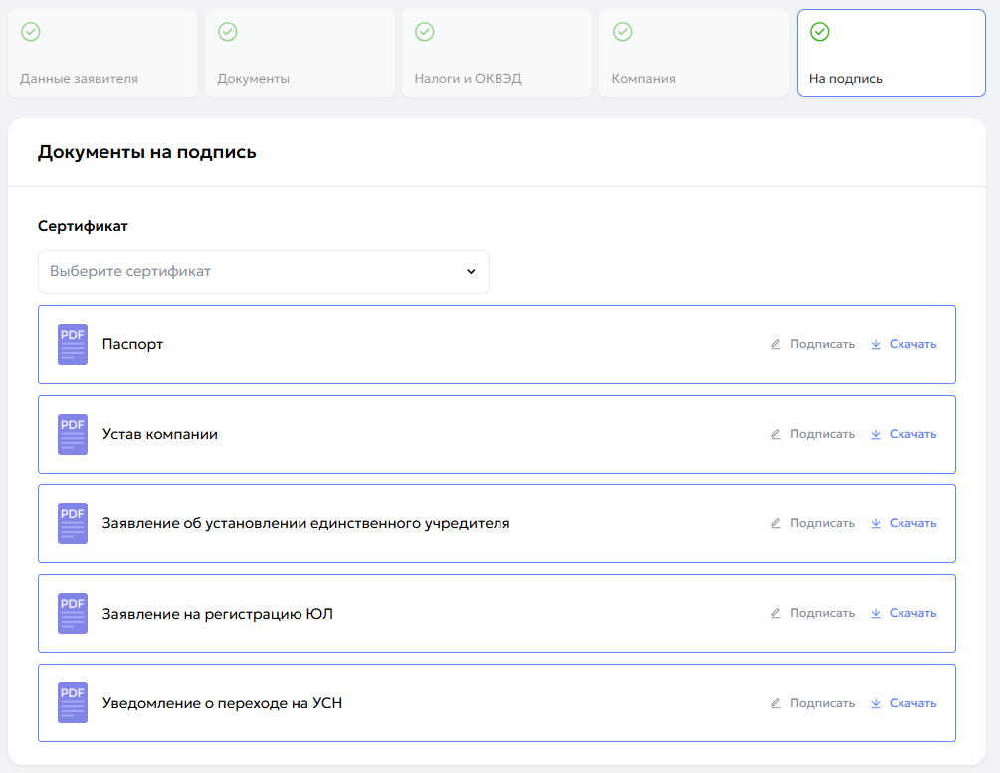 Данные заявителя
Документы
Налоги и ОКВЭД
Компания
На подпись
Документы на подпись
Сертификат
Выберите сертификат
PDF Паспорт Подписать Скачать
PDF Устав компании Подписать Скачать
PDF Заявление об установлении единственного учредителя Подписать Скачать
PDF Заявление на регистрацию ЮЛ Подписать Скачать
PDF Уведомление о переходе на УСН Подписать Скачать